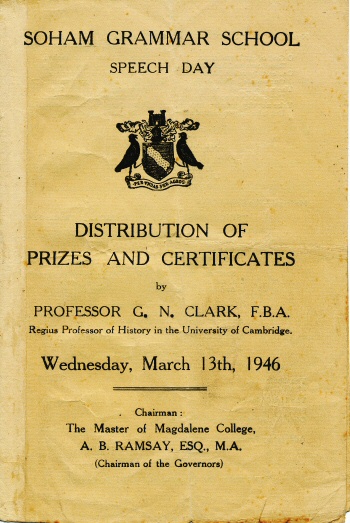 SOHAM GRAMMAR SCHOOL
SPEECH DAY
DISTRIBUTION OF
PRIZES AND CERTIFICATES
by
PROFESSOR G. N. CLARK, F.B.A.
Regius Professor of History in the University of Cambridge.
Wednesday, March 13th, 1946
Chairman :
The Master of Magdalene College,
A. B. RAMSAY, ESQ., M.A.
(Chairman of the Governors)